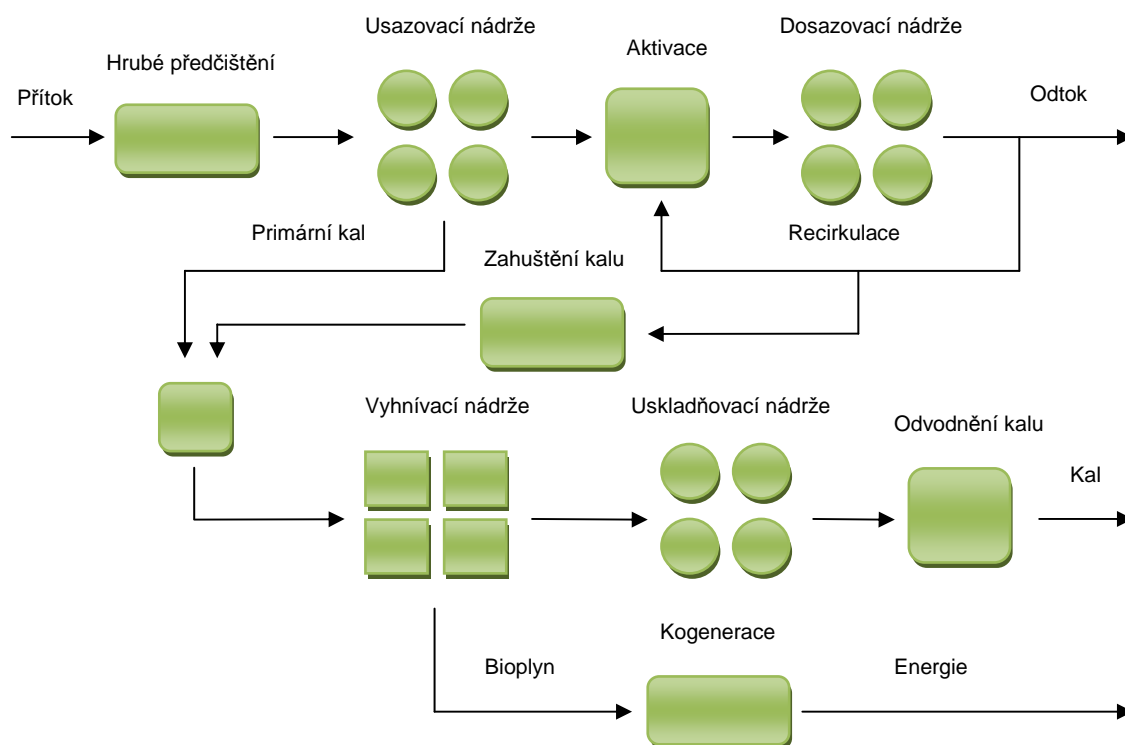 Usazovací nádrže
Aktivace
Dosazovací nádrže
Hrubé předčištění
Přítok
Odtok
Primární kal
Recirkulace
Zahuštění kalu
Vyhnívací nádrže
Uskladňovací nádrže
Odvodnění kalu
Kal
Kogenerace
Bioplyn
Energie